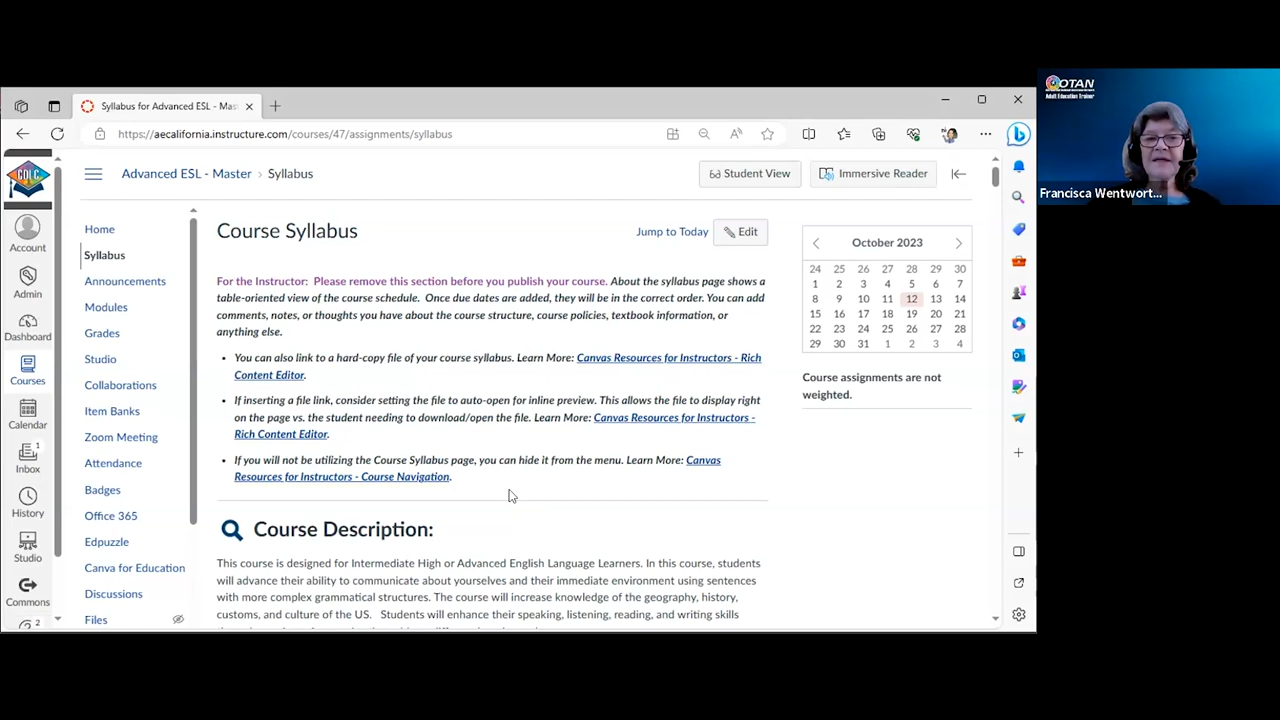 Syllabus for Advanced ESL - Mas
https://aecalifornia.instructure.com/courses/47/assignments/syllabus
OTAN
Adult Education Trainer
Francisca Wentwort...
CDLC
Account
Admin
Dashboard
Courses
Calendar
1
Inbox
History
Studio
Commons
2
Advanced ESL - Master > Syllabus
Student View
Immersive Reader
Home
Syllabus
Announcements
Modules
Grades
Studio
Collaborations
Item Banks
Zoom Meeting
Attendance
Badges
Office 365
Edpuzzle
Canva for Education
Discussions
Files
Course Syllabus
Jump to Today
Edit
For the Instructor: Please remove this section before you publish your course. About the syllabus page shows a
table-oriented view of the course schedule. Once due dates are added, they will be in the correct order. You can add
comments, notes, or thoughts you have about the course structure, course policies, textbook information, or
anything else.
• You can also link to a hard-copy file of your course syllabus. Learn More: Canvas Resources for Instructors - Rich
Content Editor.
• If inserting a file link, consider setting the file to auto-open for inline preview. This allows the file to display right
on the page vs. the student needing to download/open the file. Learn More: Canvas Resources for Instructors -
Rich Content Editor.
• If you will not be utilizing the Course Syllabus page, you can hide it from the menu. Learn More: Canvas
Resources for Instructors - Course Navigation.
Course Description:
This course is designed for Intermediate High or Advanced English Language Learners. In this course, students
will advance their ability to communicate about yourselves and their immediate environment using sentences
with more complex grammatical structures. The course will increase knowledge of the geography, history,
customs, and culture of the US. Students will enhance their speaking, listening, reading, and writing skills
October 2023
24 25 26 27 28 29 30
1 2 3 4 5 6 7
8 9 10 11 12 13 14
15 16 17 18 19 20 21
22 23 24 25 26 27 28
29 30 31 1 2 3 4
Course assignments are not
weighted.